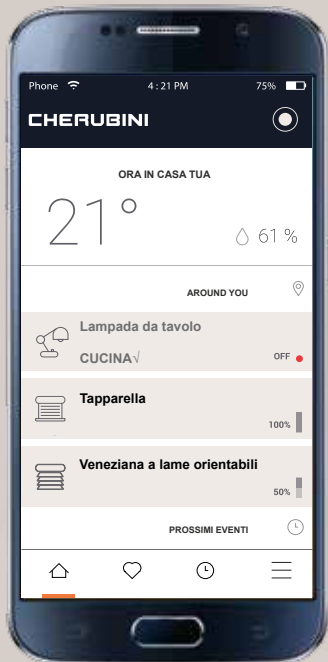 Phone 4:21 PM 75%
CHERUBINI
ORA IN CASA TUA
21° 61 %
AROUND YOU
Lampada da tavolo
CUCINA√ OFF
Tapparella
100%
Veneziana a lame orientabili
50%
PROSSIMI EVENTI